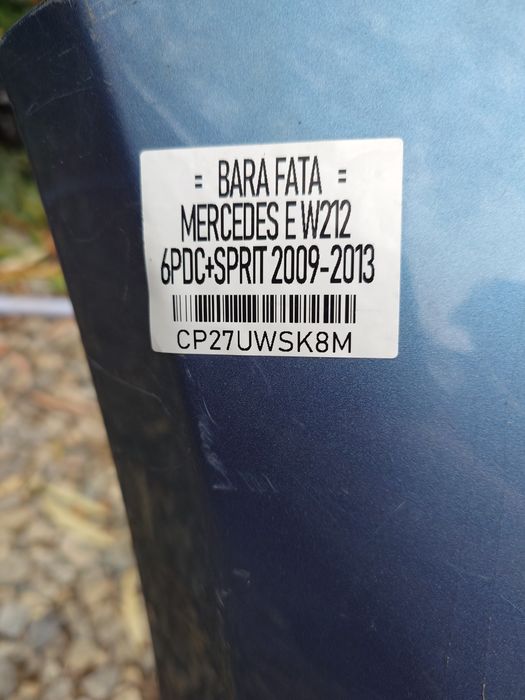 = BARA FATA =
MERCEDES E W212
6PDC+SPRIT 2009-2013
CP27UWSK8M